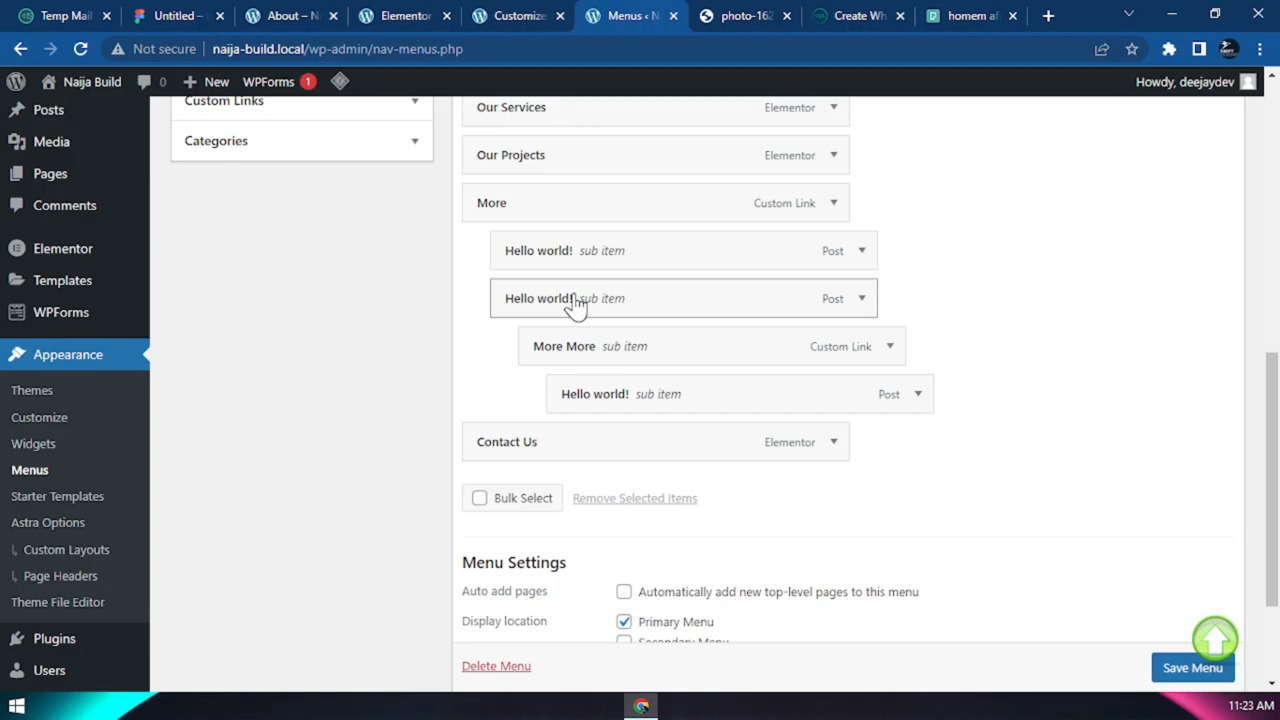 Temp Mail
Untitled –
About – N
Elementor
Customize
Menus ‹ N
photo-162
Create Wh
homem af
Not secure
naija-build.local/wp-admin/nav-menus.php
Naija Build
0
New
WPForms
1
Howdy, deejaydev
Posts
Media
Pages
Comments
Elementor
Templates
WPForms
Appearance
Themes
Customize
Widgets
Menus
Starter Templates
Astra Options
Custom Layouts
Page Headers
Theme File Editor
Plugins
Users
Custom Links
Categories
Our Services
Elementor
Our Projects
Elementor
More
Custom Link
Hello world! sub item
Post
Hello world! sub item
Post
More More sub item
Custom Link
Hello world! sub item
Post
Contact Us
Elementor
Bulk Select
Remove Selected Items
Menu Settings
Auto add pages
Automatically add new top-level pages to this menu
Display location
Primary Menu
Secondary Menu
Delete Menu
Save Menu
11:23 AM